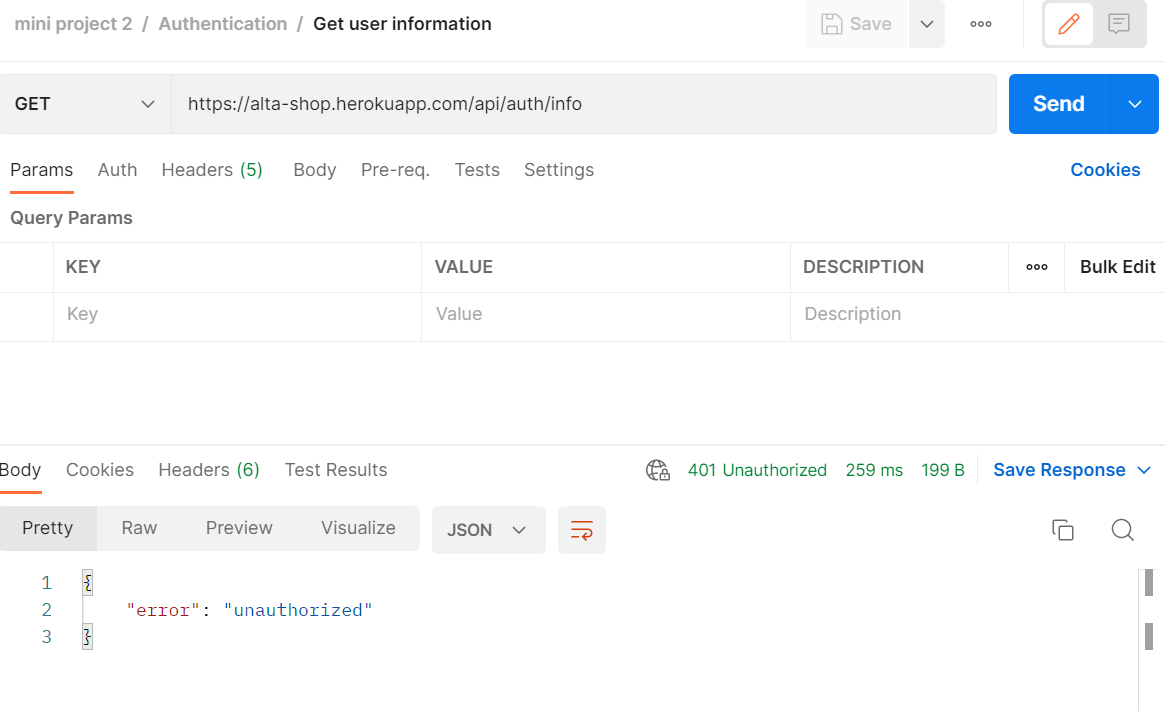 mini project 2 / Authentication / Get user information Save ooo
GET https://alta-shop.herokuapp.com/api/auth/info Send
Params Auth Headers (5) Body Pre-req. Tests Settings Cookies
Query Params
KEY VALUE DESCRIPTION ooo Bulk Edit
Key Value Description
Body Cookies Headers (6) Test Results 401 Unauthorized 259 ms 199 B Save Response
Pretty Raw Preview Visualize JSON
1 {
2 "error": "unauthorized"
3 }